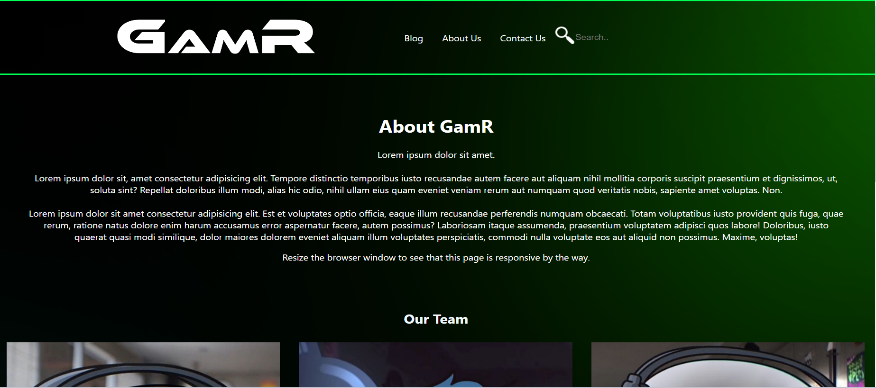 GamR
Blog About Us Contact Us Search..
About GamR
Lorem ipsum dolor sit amet.
Lorem ipsum dolor sit, amet consectetur adipisicing elit. Tempore distinctio temporibus iusto recusandae autem facere aut aliquam nihil mollitia corporis suscipit praesentium et dignissimos, ut,
soluta sint? Repellat doloribus illum modi, alias hic odio, nihil ullam eius quam eveniet veniam rerum aut numquam quod veritatis nobis, sapiente amet voluptas. Non.
Lorem ipsum dolor sit amet consectetur adipisicing elit. Est et voluptates optio officia, eaque illum recusandae perferendis numquam obcaecati. Totam voluptatibus iusto provident quis fuga, quae
rerum, ratione natus dolore enim harum accusamus error aspernatur facere, autem possimus? Laboriosam itaque assumenda, praesentium voluptatem adipisci quos labore! Doloribus, iusto
quaerat quasi modi similique, dolor maiores dolorem eveniet aliquam illum voluptates perspiciatis, commodi nulla voluptate eos aut aliquid non possimus. Maxime, voluptas!
Resize the browser window to see that this page is responsive by the way.
Our Team